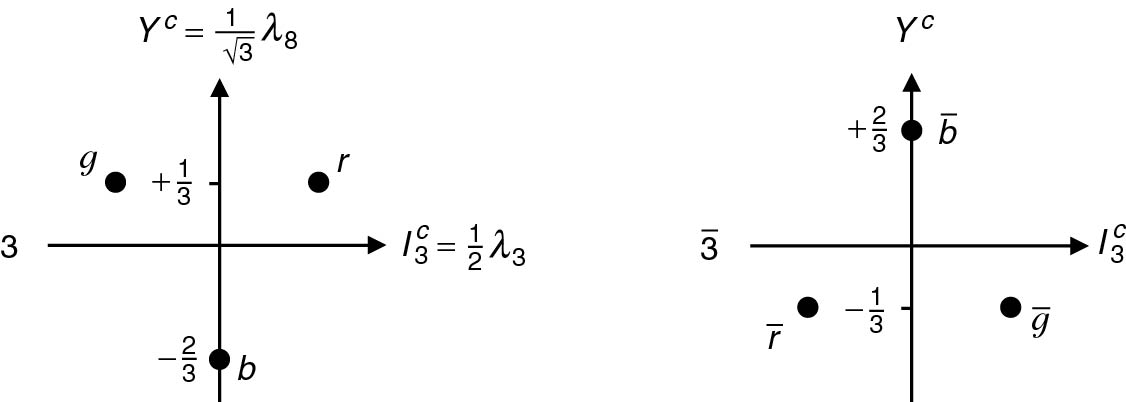 Y^c = 1/√3 λ_8
g
+1/3
r
3
I_3^c = 1/2 λ_3
-2/3
b
Y^c
+2/3
b̅
3̅
I_3^c
r̅
-1/3
g̅